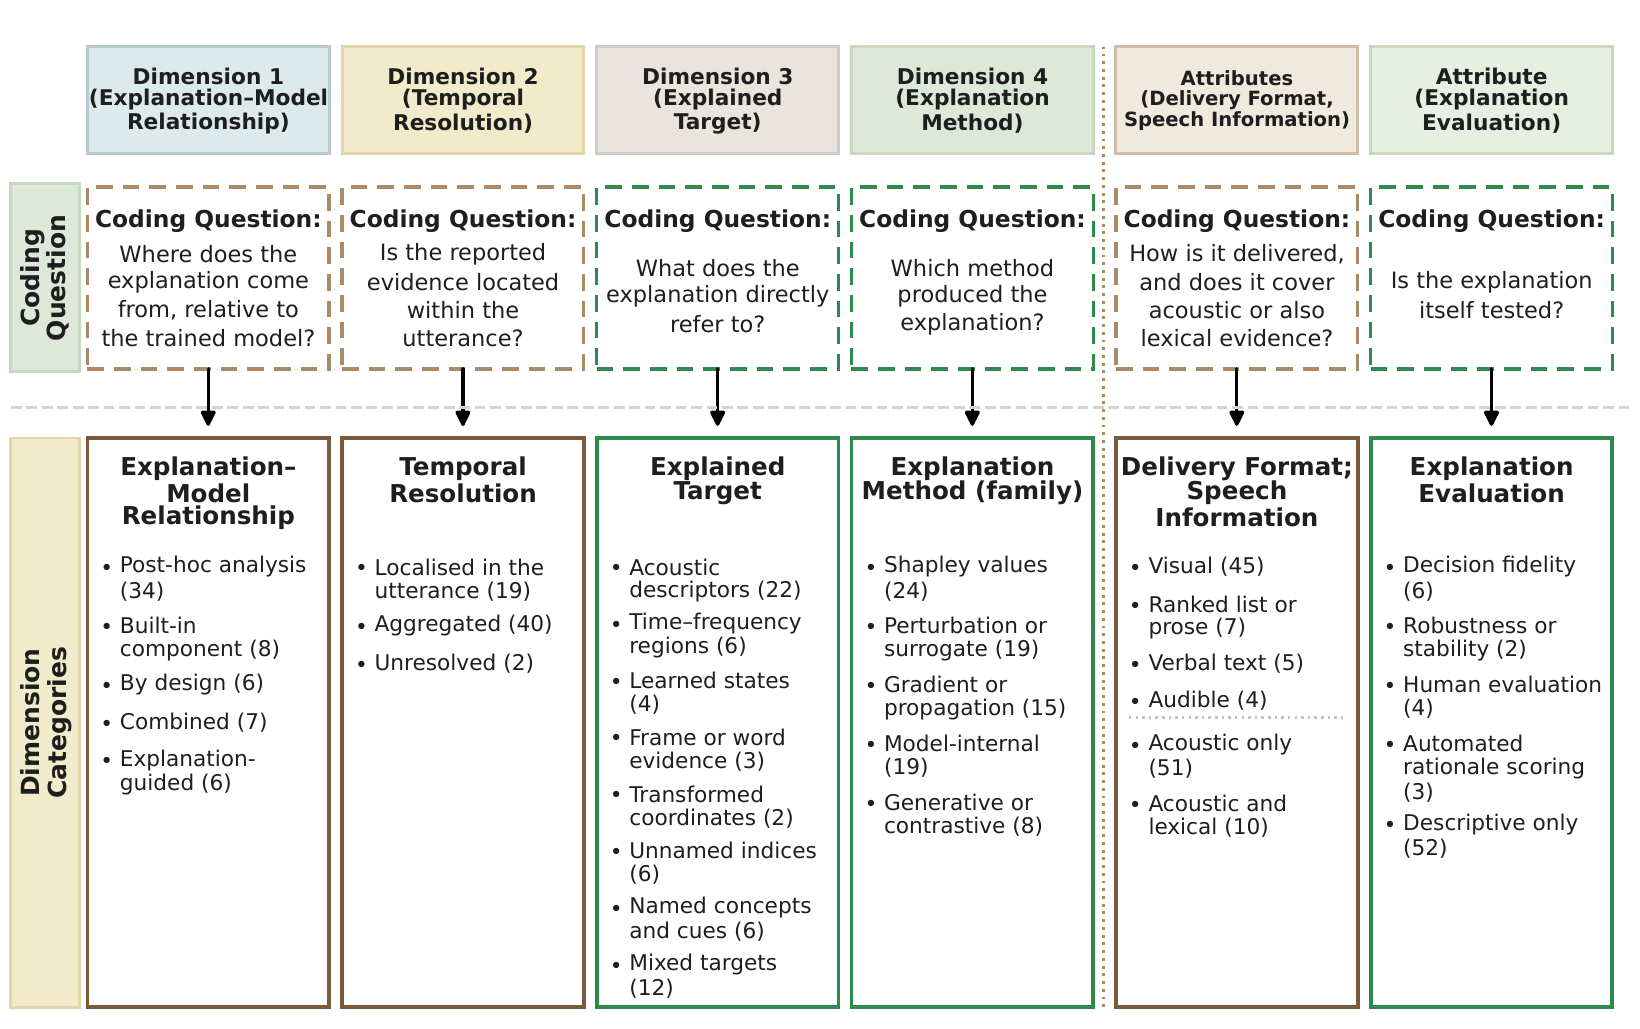 Dimension 1
(Explanation–Model
Relationship)
Dimension 2
(Temporal
Resolution)
Dimension 3
(Explained
Target)
Dimension 4
(Explanation
Method)
Attributes
(Delivery Format,
Speech Information)
Attribute
(Explanation
Evaluation)
Coding
Question
Coding Question:
Where does the
explanation come
from, relative to
the trained model?
Coding Question:
Is the reported
evidence located
within the
utterance?
Coding Question:
What does the
explanation directly
refer to?
Coding Question:
Which method
produced the
explanation?
Coding Question:
How is it delivered,
and does it cover
acoustic or also
lexical evidence?
Coding Question:
Is the explanation
itself tested?
Dimension
Categories
Explanation–
Model
Relationship
• Post-hoc analysis
(34)
• Built-in
component (8)
• By design (6)
• Combined (7)
• Explanation-
guided (6)
Temporal
Resolution
• Localised in the
utterance (19)
• Aggregated (40)
• Unresolved (2)
Explained
Target
• Acoustic
descriptors (22)
• Time–frequency
regions (6)
• Learned states
(4)
• Frame or word
evidence (3)
• Transformed
coordinates (2)
• Unnamed indices
(6)
• Named concepts
and cues (6)
• Mixed targets
(12)
Explanation
Method (family)
• Shapley values
(24)
• Perturbation or
surrogate (19)
• Gradient or
propagation (15)
• Model-internal
(19)
• Generative or
contrastive (8)
Delivery Format;
Speech
Information
• Visual (45)
• Ranked list or
prose (7)
• Verbal text (5)
• Audible (4)
• Acoustic only
(51)
• Acoustic and
lexical (10)
Explanation
Evaluation
• Decision fidelity
(6)
• Robustness or
stability (2)
• Human evaluation
(4)
• Automated
rationale scoring
(3)
• Descriptive only
(52)